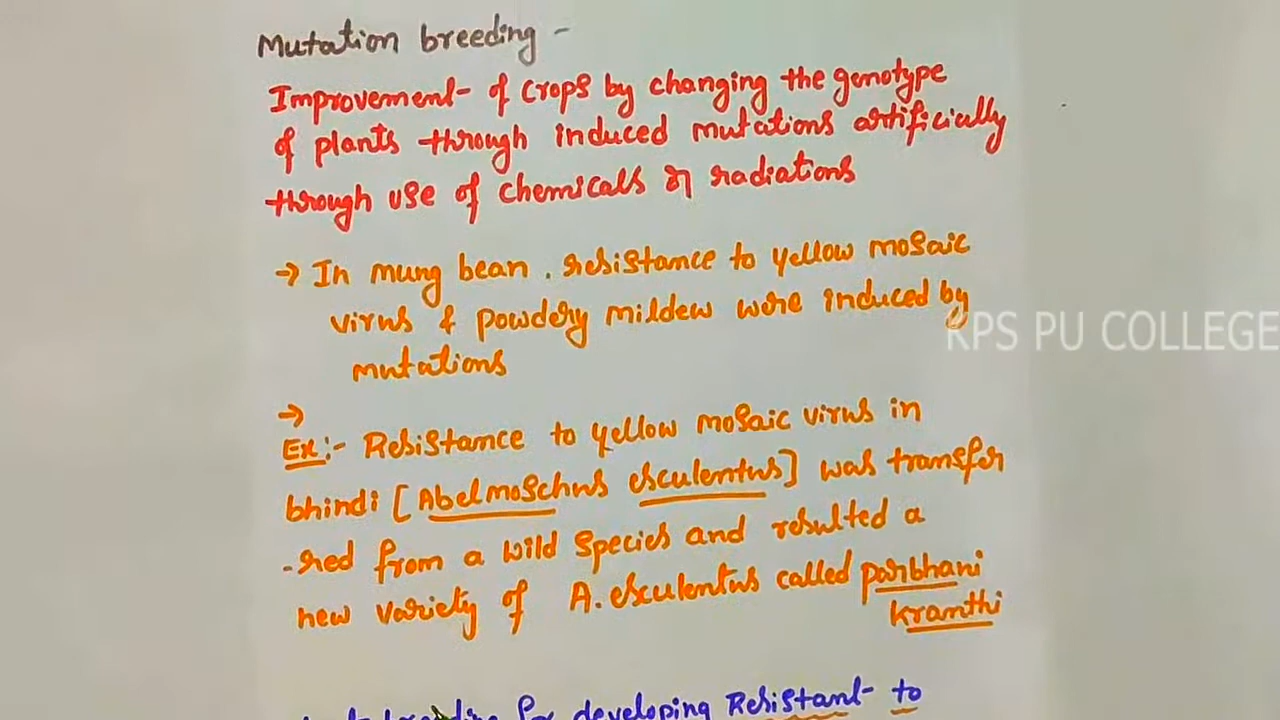 Mutation breeding -
Improvement of crops by changing the genotype
of plants through induced mutations artificially
through use of chemicals or radiations
→ In mung bean . resistance to yellow mosaic
virus & powdery mildew were induced by
mutations
KPS PU COLLEGE
→
Ex:- Resistance to yellow mosaic virus in
bhindi [Abelmoschus esculentus] was transfer
-red from a wild species and resulted a
new variety of A. esculentus called parbhani
kranthi
for developing Resistant to